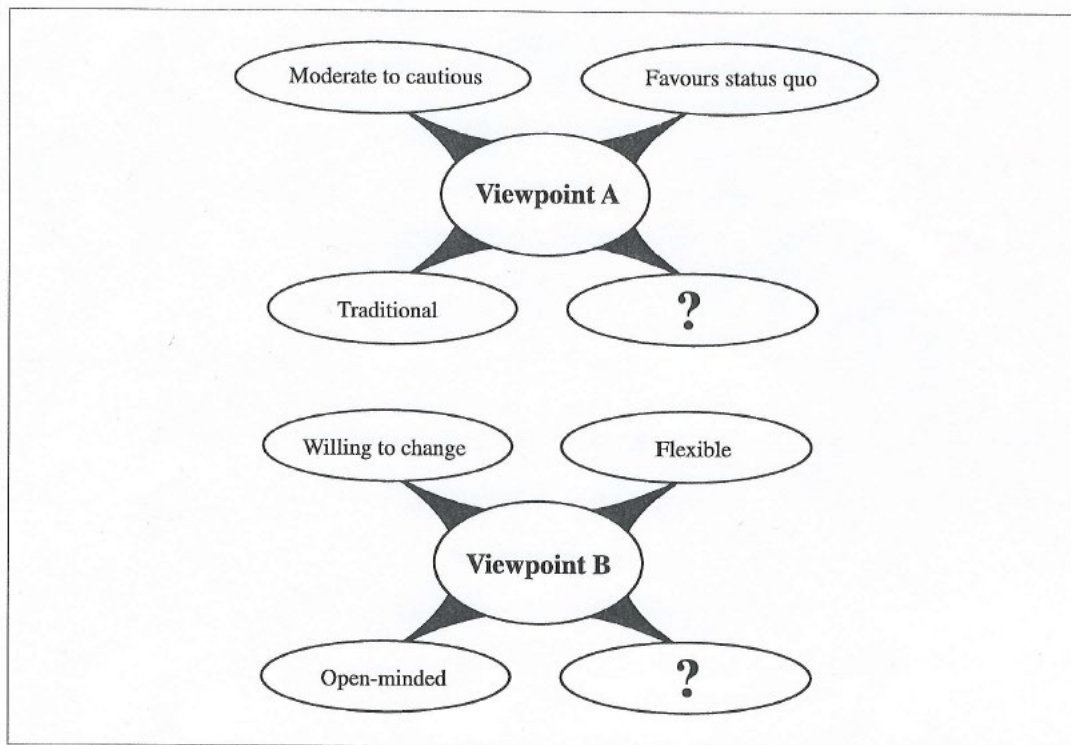 Moderate to cautious
Favours status quo
Viewpoint A
Traditional
?
Willing to change
Flexible
Viewpoint B
Open-minded
?